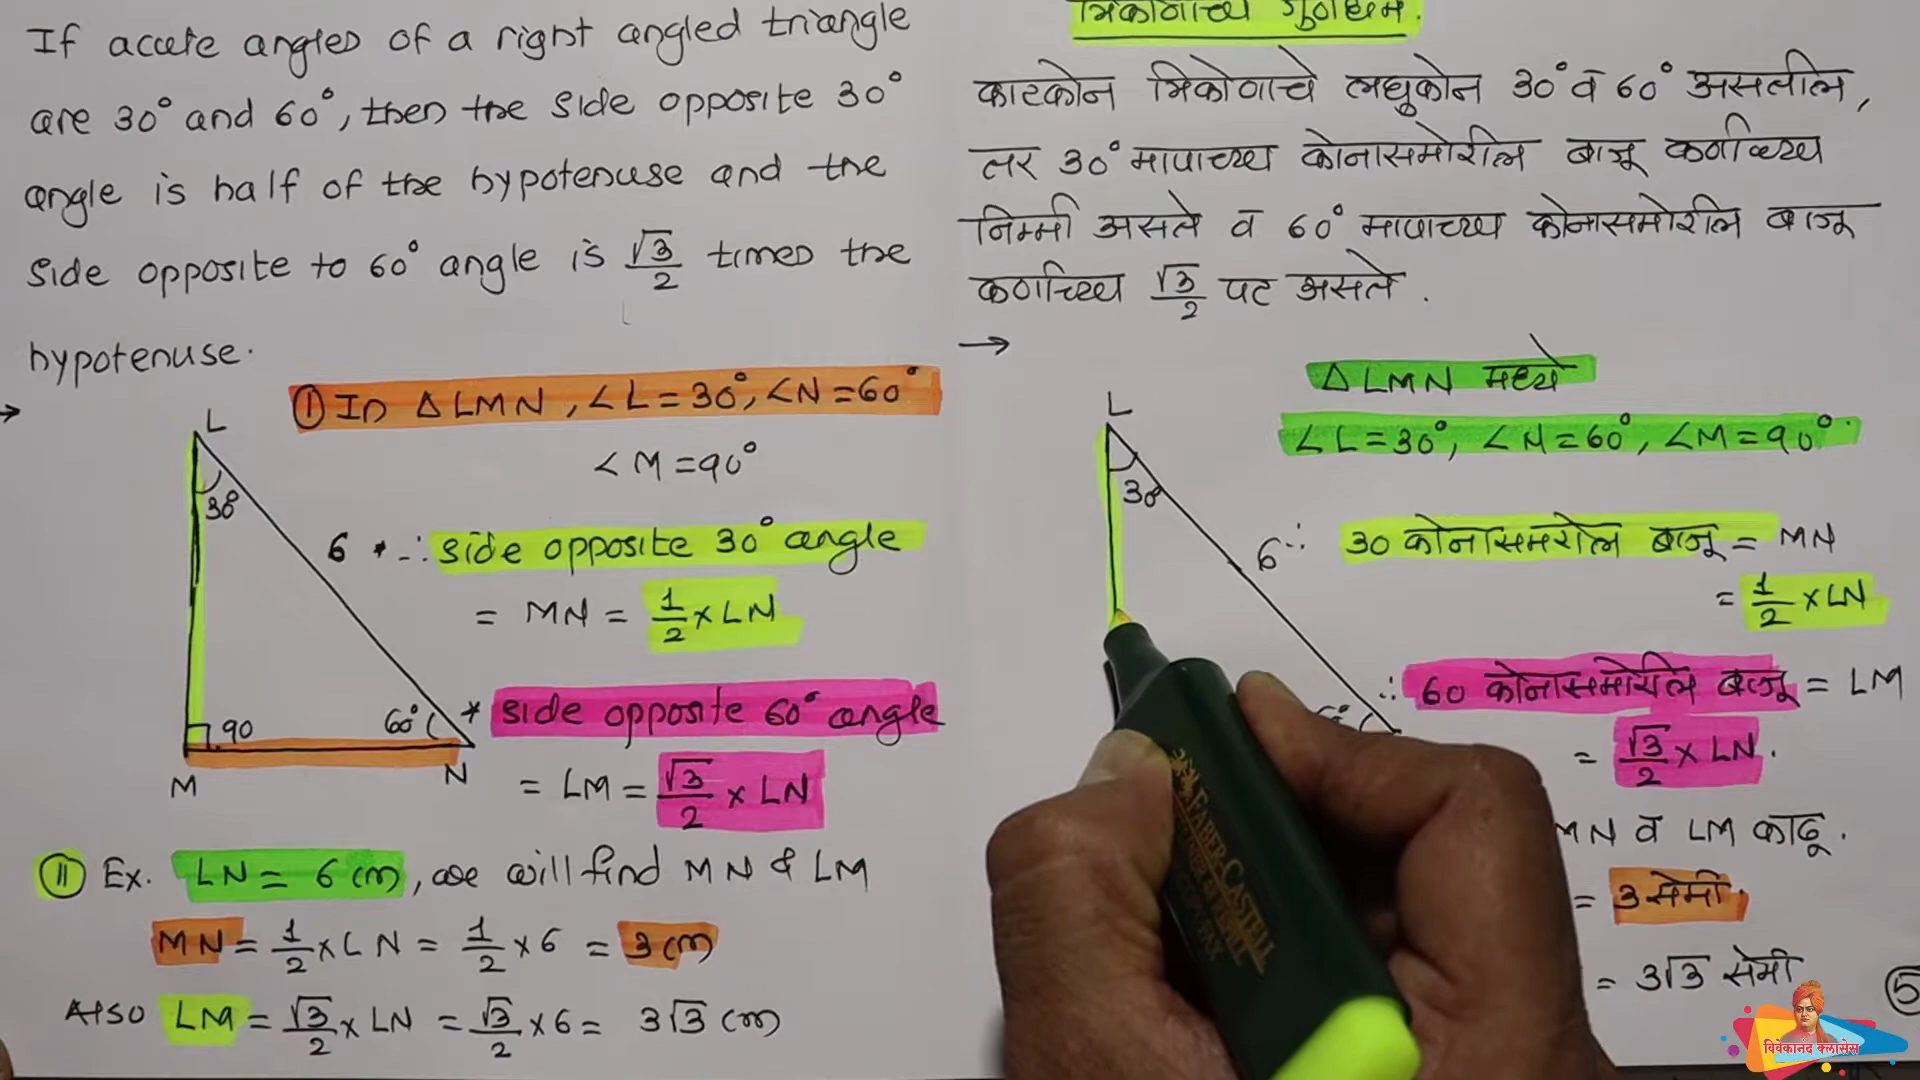 If acute angles of a right angled triangle
are 30° and 60°, then the side opposite 30°
angle is half of the hypotenuse and the
side opposite to 60° angle is √3/2 times the
hypotenuse.
→
① In △LMN, ∠L=30°, ∠N=60°
∠M=90°
L
30°
6
90
60°
M
N
* ∴ side opposite 30° angle
= MN = 1/2 × LN
* side opposite 60° angle
= LM = √3/2 × LN
⑪ Ex. LN = 6 cm, we will find MN & LM
MN = 1/2 × LN = 1/2 × 6 = 3 cm
Also LM = √3/2 × LN = √3/2 × 6 = 3√3 cm
त्रिकोणाचा गुणधर्म.
काटकोन त्रिकोणाचे लघुकोन 30° व 60° असतील,
तर 30° मापाच्या कोनासमोरील बाजू कर्णाच्या
निम्मी असते व 60° मापाच्या कोनासमोरील बाजू
कर्णाच्या √3/2 पट असते.
→
△LMN मध्ये
∠L=30°, ∠N=60°, ∠M=90°
L
30°
6
∴ 30 कोनासमरोल बाजू = MN
= 1/2 × LN
∴ 60 कोनासमोरील बाजू = LM
= √3/2 × LN.
MN व LM काढू.
= 3 सेमी.
= 3√3 सेमी
5
FABER-CASTELL
विवेकानंद क्लासेस